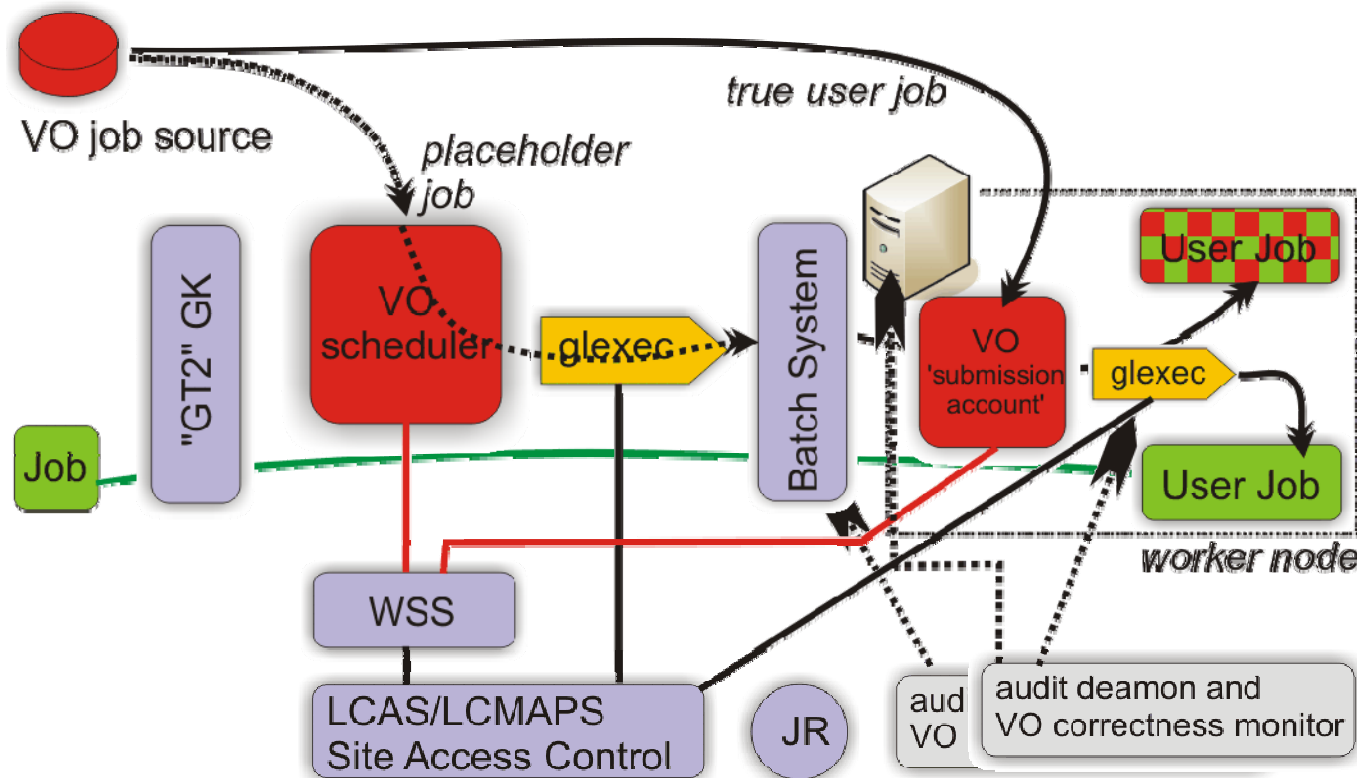 true user job
VO job source
placeholder
job
"GT2" GK
VO
scheduler
glexec
Batch System
User Job
VO
'submission
account'
glexec
Job
User Job
worker node
WSS
LCAS/LCMAPS
Site Access Control
JR
aud
VO
audit deamon and
VO correctness monitor